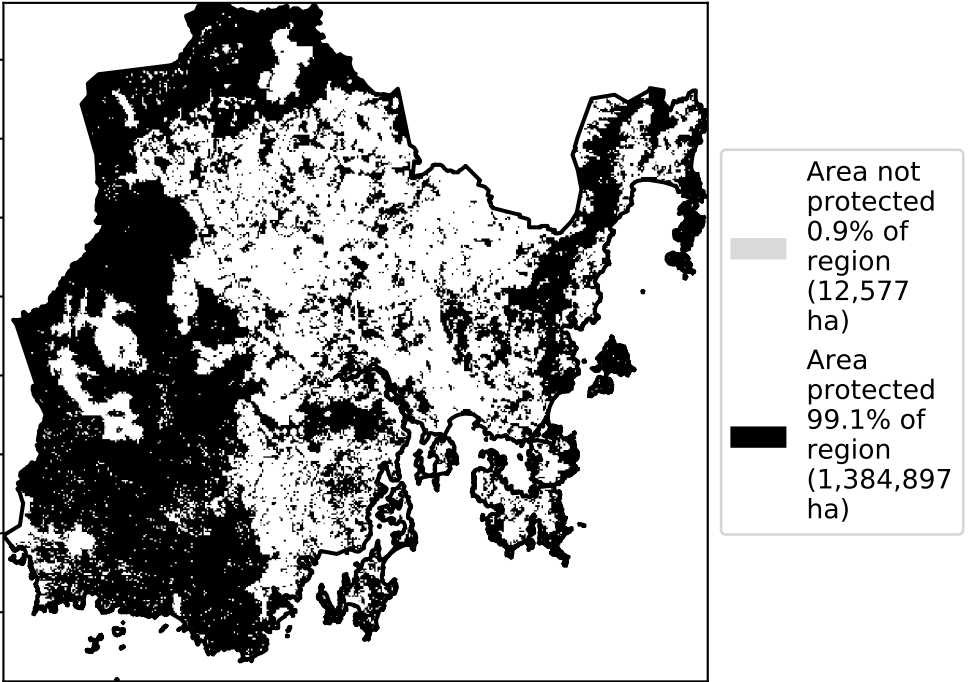 Area not
protected
0.9% of
region
(12,577
ha)
Area
protected
99.1% of
region
(1,384,897
ha)